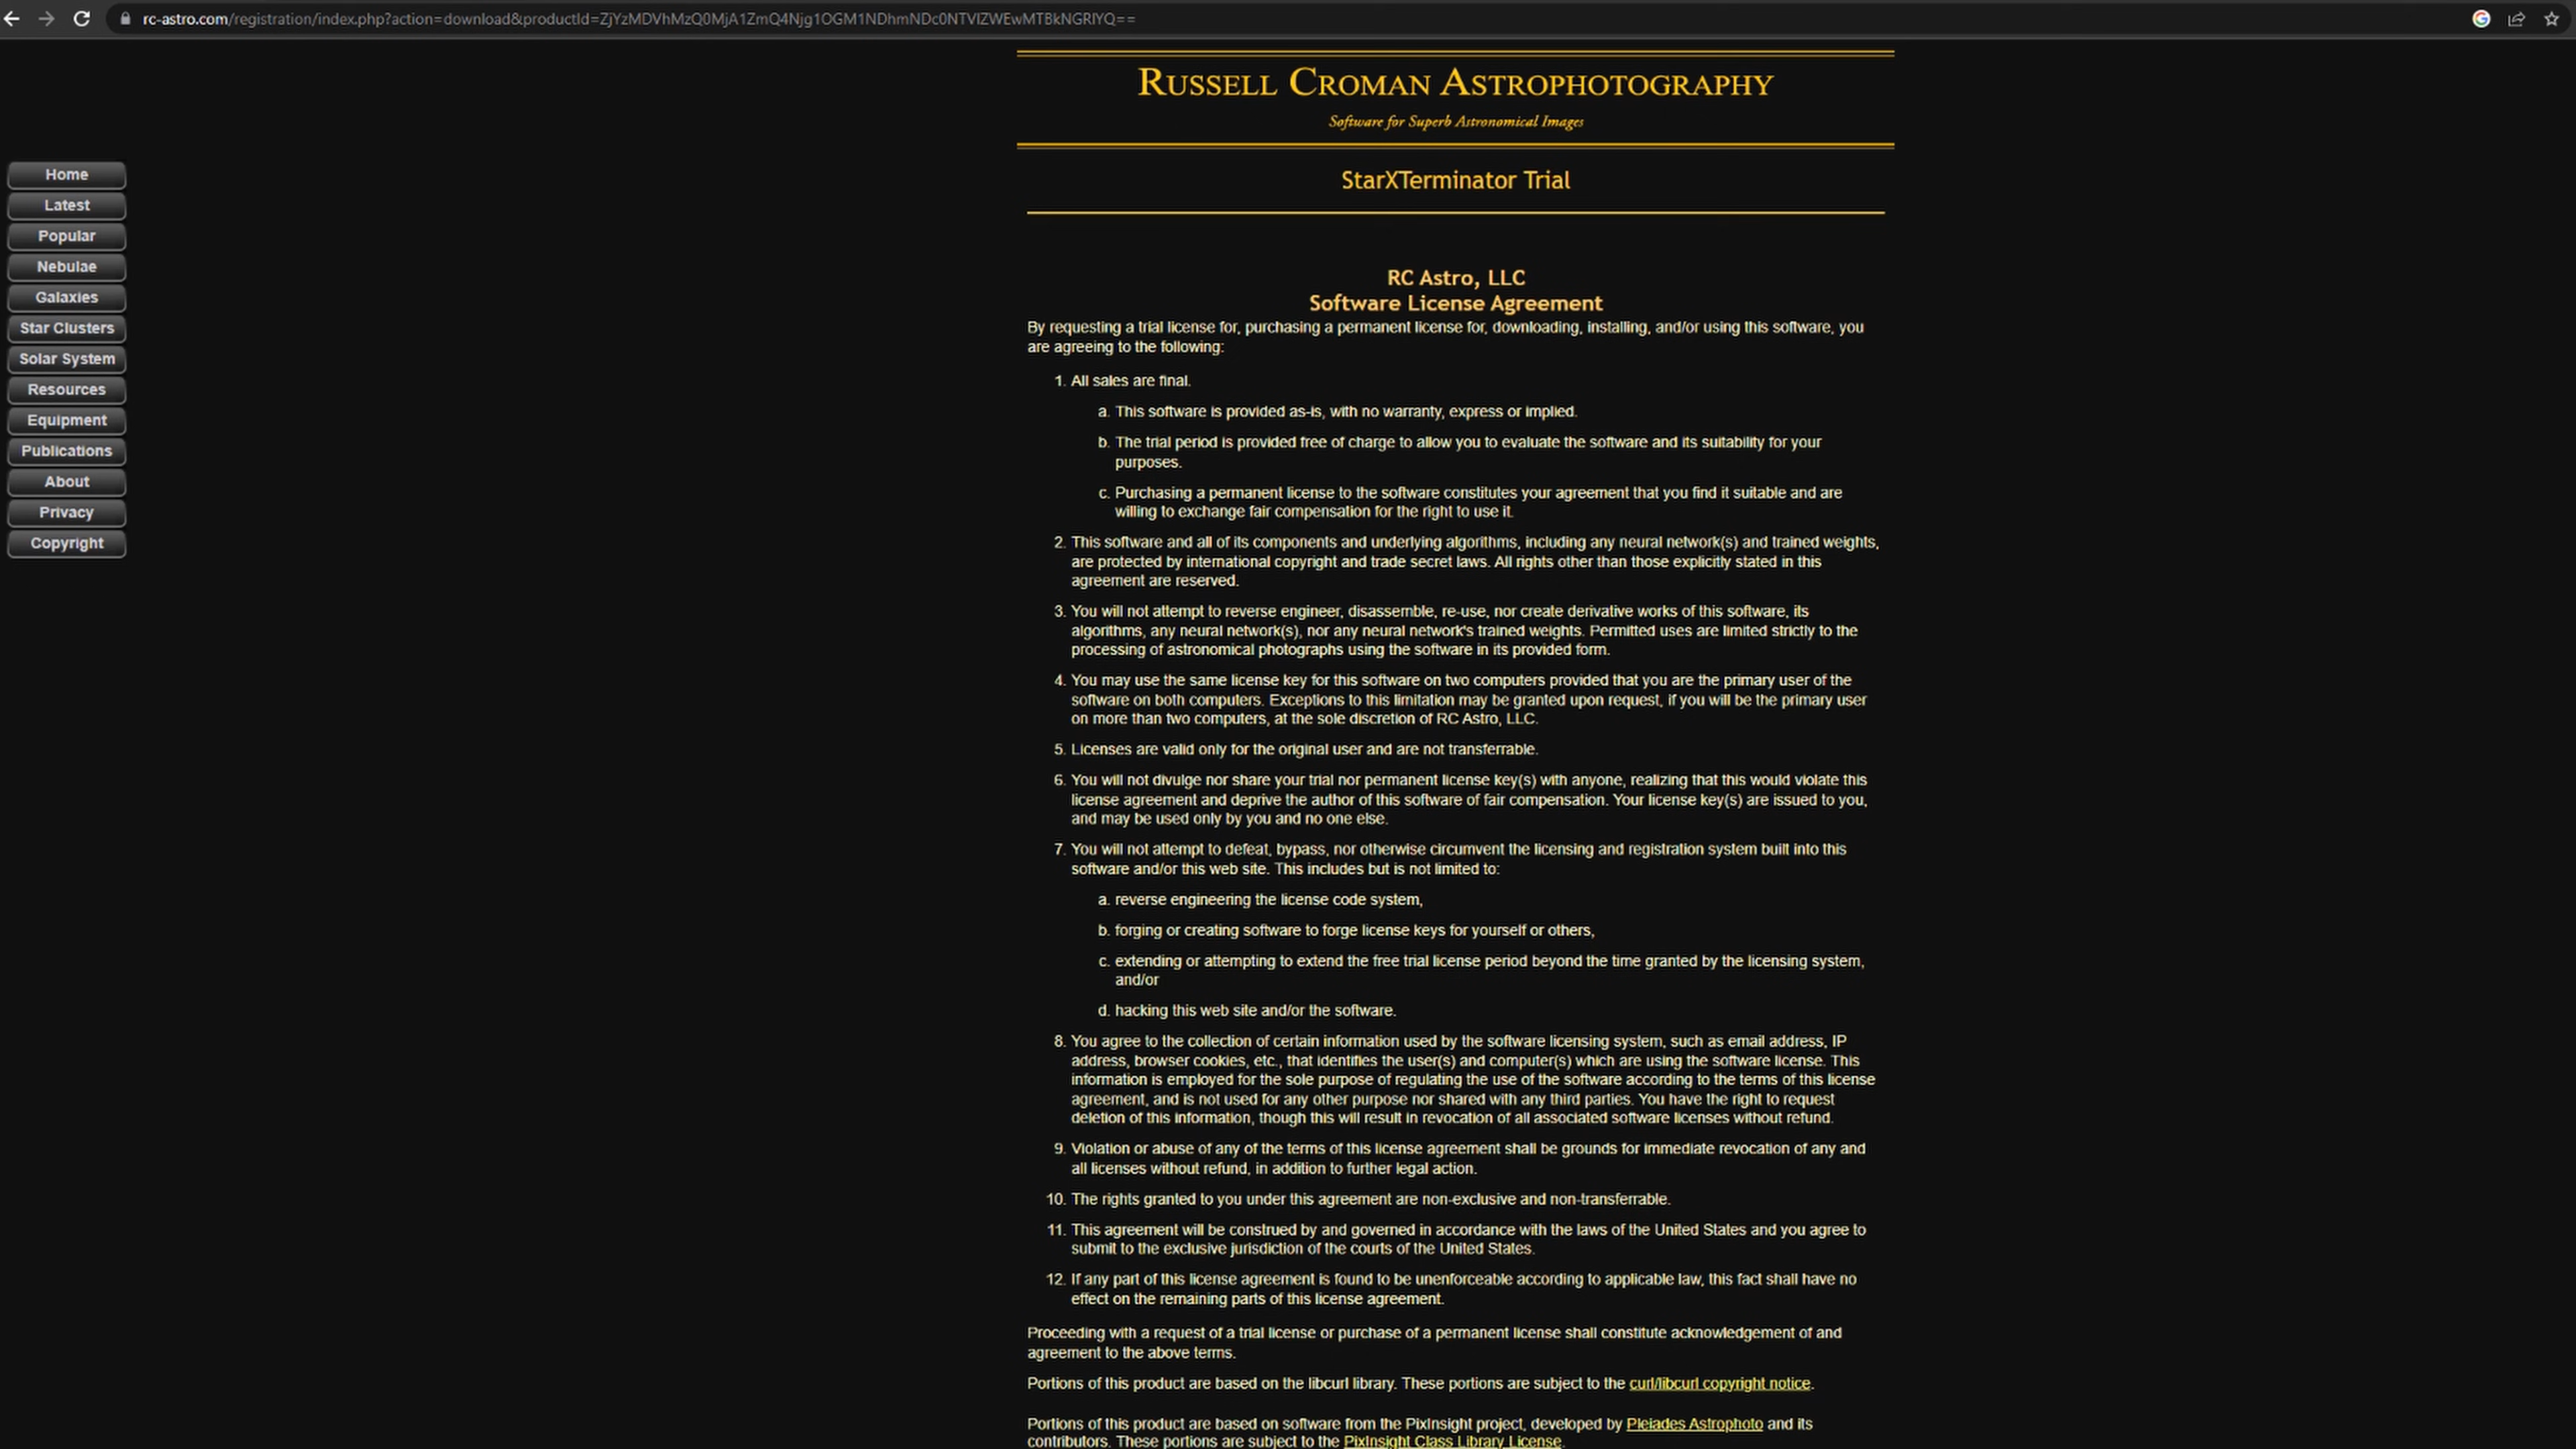 rc-astro.com/registration/index.php?action=download&productId=ZjYzMDVhMzQ0MjA1ZmQ4Njg1OGM1NDhmNDc0NTVlZWEwMTBkNGRlYQ==
RUSSELL CROMAN ASTROPHOTOGRAPHY
Software for Superb Astronomical Images
StarXTerminator Trial
Home
Latest
Popular
Nebulae
Galaxies
Star Clusters
Solar System
Resources
Equipment
Publications
About
Privacy
Copyright
RC Astro, LLC
Software License Agreement
By requesting a trial license for, purchasing a permanent license for, downloading, installing, and/or using this software, you
are agreeing to the following:
1. All sales are final.
a. This software is provided as-is, with no warranty, express or implied.
b. The trial period is provided free of charge to allow you to evaluate the software and its suitability for your
purposes.
c. Purchasing a permanent license to the software constitutes your agreement that you find it suitable and are
willing to exchange fair compensation for the right to use it.
2. This software and all of its components and underlying algorithms, including any neural network(s) and trained weights,
are protected by international copyright and trade secret laws. All rights other than those explicitly stated in this
agreement are reserved.
3. You will not attempt to reverse engineer, disassemble, re-use, nor create derivative works of this software, its
algorithms, any neural network(s), nor any neural network's trained weights. Permitted uses are limited strictly to the
processing of astronomical photographs using the software in its provided form.
4. You may use the same license key for this software on two computers provided that you are the primary user of the
software on both computers. Exceptions to this limitation may be granted upon request, if you will be the primary user
on more than two computers, at the sole discretion of RC Astro, LLC.
5. Licenses are valid only for the original user and are not transferrable.
6. You will not divulge nor share your trial nor permanent license key(s) with anyone, realizing that this would violate this
license agreement and deprive the author of this software of fair compensation. Your license key(s) are issued to you,
and may be used only by you and no one else.
7. You will not attempt to defeat, bypass, nor otherwise circumvent the licensing and registration system built into this
software and/or this web site. This includes but is not limited to:
a. reverse engineering the license code system,
b. forging or creating software to forge license keys for yourself or others,
c. extending or attempting to extend the free trial license period beyond the time granted by the licensing system,
and/or
d. hacking this web site and/or the software.
8. You agree to the collection of certain information used by the software licensing system, such as email address, IP
address, browser cookies, etc., that identifies the user(s) and computer(s) which are using the software license. This
information is employed for the sole purpose of regulating the use of the software according to the terms of this license
agreement, and is not used for any other purpose nor shared with any third parties. You have the right to request
deletion of this information, though this will result in revocation of all associated software licenses without refund.
9. Violation or abuse of any of the terms of this license agreement shall be grounds for immediate revocation of any and
all licenses without refund, in addition to further legal action.
10. The rights granted to you under this agreement are non-exclusive and non-transferrable.
11. This agreement will be construed by and governed in accordance with the laws of the United States and you agree to
submit to the exclusive jurisdiction of the courts of the United States.
12. If any part of this license agreement is found to be unenforceable according to applicable law, this fact shall have no
effect on the remaining parts of this license agreement.
Proceeding with a request of a trial license or purchase of a permanent license shall constitute acknowledgement of and
agreement to the above terms.
Portions of this product are based on the libcurl library. These portions are subject to the curl/libcurl copyright notice.
Portions of this product are based on software from the PixInsight project, developed by Pleiades Astrophoto and its
contributors. These portions are subject to the PixInsight Class Library License.